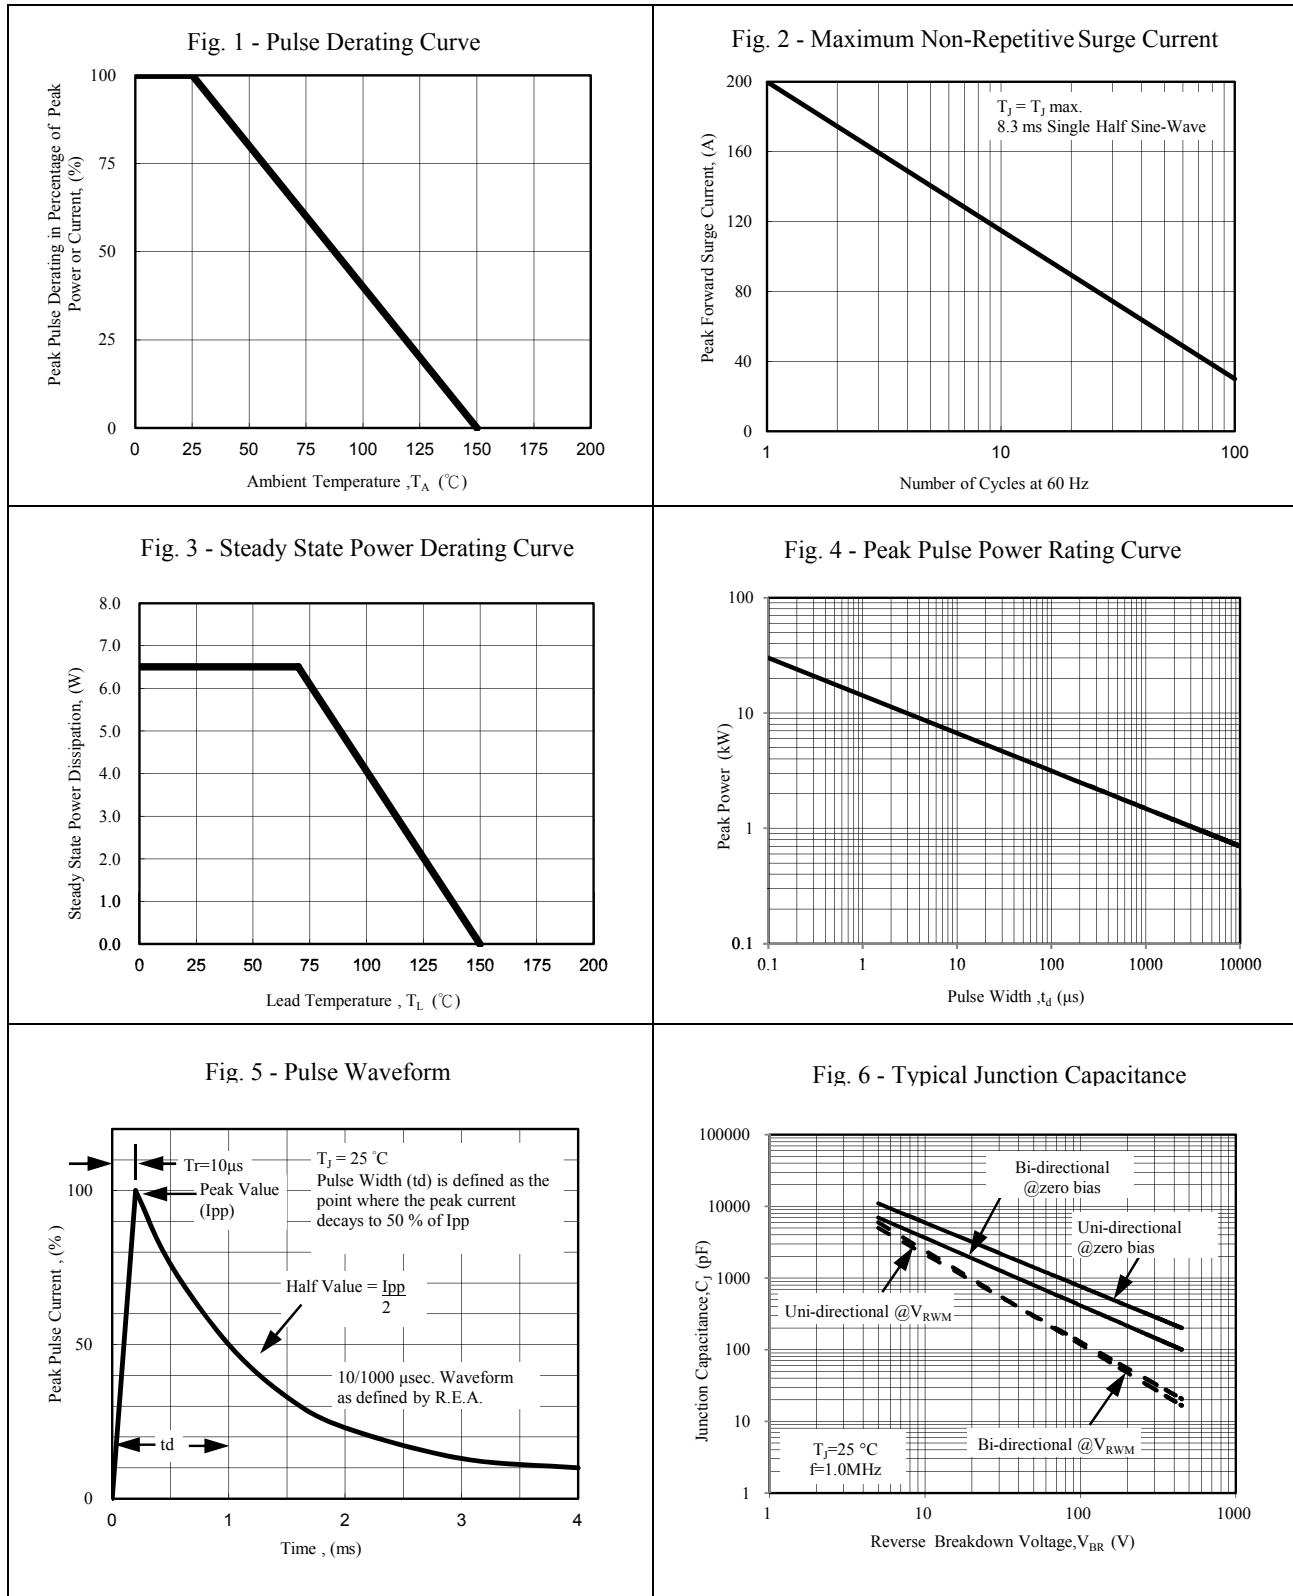 Fig. 1 - Pulse Derating Curve
Peak Pulse Derating in Percentage of Peak
Power or Current, (%)
100
75
50
25
0
0 25 50 75 100 125 150 175 200
Ambient Temperature ,TA (℃)
Fig. 2 - Maximum Non-Repetitive Surge Current
Peak Forward Surge Current, (A)
200
160
120
80
40
0
TJ = TJ max.
8.3 ms Single Half Sine-Wave
1 10 100
Number of Cycles at 60 Hz
Fig. 3 - Steady State Power Derating Curve
Steady State Power Dissipation, (W)
8.0
7.0
6.0
5.0
4.0
3.0
2.0
1.0
0.0
0 25 50 75 100 125 150 175 200
Lead Temperature , TL (℃)
Fig. 4 - Peak Pulse Power Rating Curve
Peak Power (kW)
100
10
1
0.1
0.1 1 10 100 1000 10000
Pulse Width ,td (μs)
Fig. 5 - Pulse Waveform
Peak Pulse Current , (% )
100
50
0
Tr=10μs
Peak Value
(Ipp)
TJ = 25 ℃
Pulse Width (td) is defined as the
point where the peak current
decays to 50 % of Ipp
Half Value = Ipp
2
10/1000 μsec. Waveform
as defined by R.E.A.
td
0 1 2 3 4
Time , (ms)
Fig. 6 - Typical Junction Capacitance
Junction Capacitance,CJ (pF)
100000
10000
1000
100
10
1
Bi-directional
@zero bias
Uni-directional
@zero bias
Uni-directional @VRWM
Bi-directional @VRWM
TJ=25 °C
f=1.0MHz
1 10 100 1000
Reverse Breakdown Voltage,VBR (V)